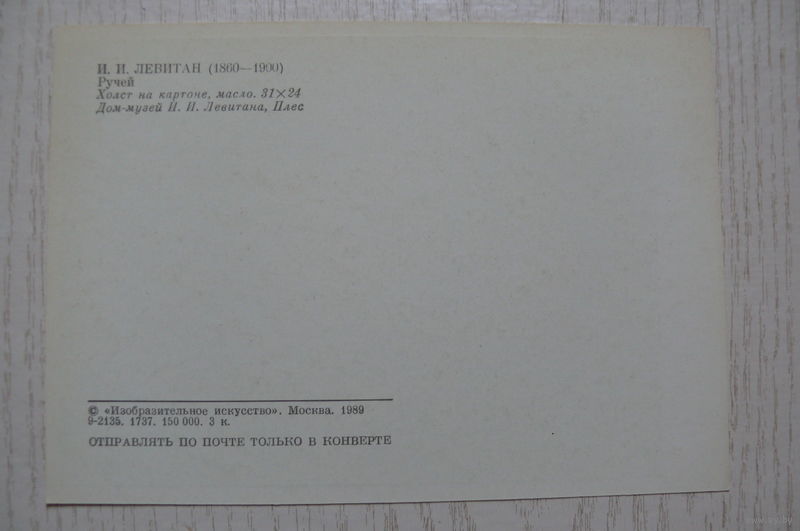 И. И. ЛЕВИТАН (1860—1900)
Ручей
Холст на картоне, масло. 31×24
Дом-музей И. И. Левитана, Плес
© «Изобразительное искусство». Москва. 1989
9-2135. 1737. 150 000. 3 к.
ОТПРАВЛЯТЬ ПО ПОЧТЕ ТОЛЬКО В КОНВЕРТЕ